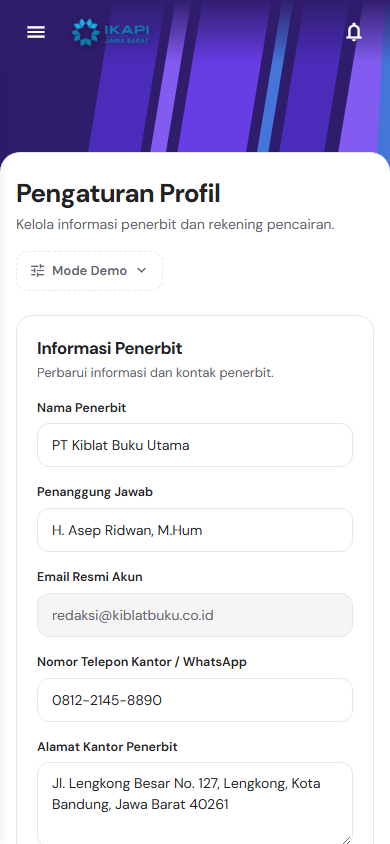 IKAPI
JAWA BARAT
Pengaturan Profil
Kelola informasi penerbit dan rekening pencairan.
Mode Demo
Informasi Penerbit
Perbarui informasi dan kontak penerbit.
Nama Penerbit
PT Kiblat Buku Utama
Penanggung Jawab
H. Asep Ridwan, M.Hum
Email Resmi Akun
redaksi@kiblatbuku.co.id
Nomor Telepon Kantor / WhatsApp
0812-2145-8890
Alamat Kantor Penerbit
Jl. Lengkong Besar No. 127, Lengkong, Kota
Bandung, Jawa Barat 40261